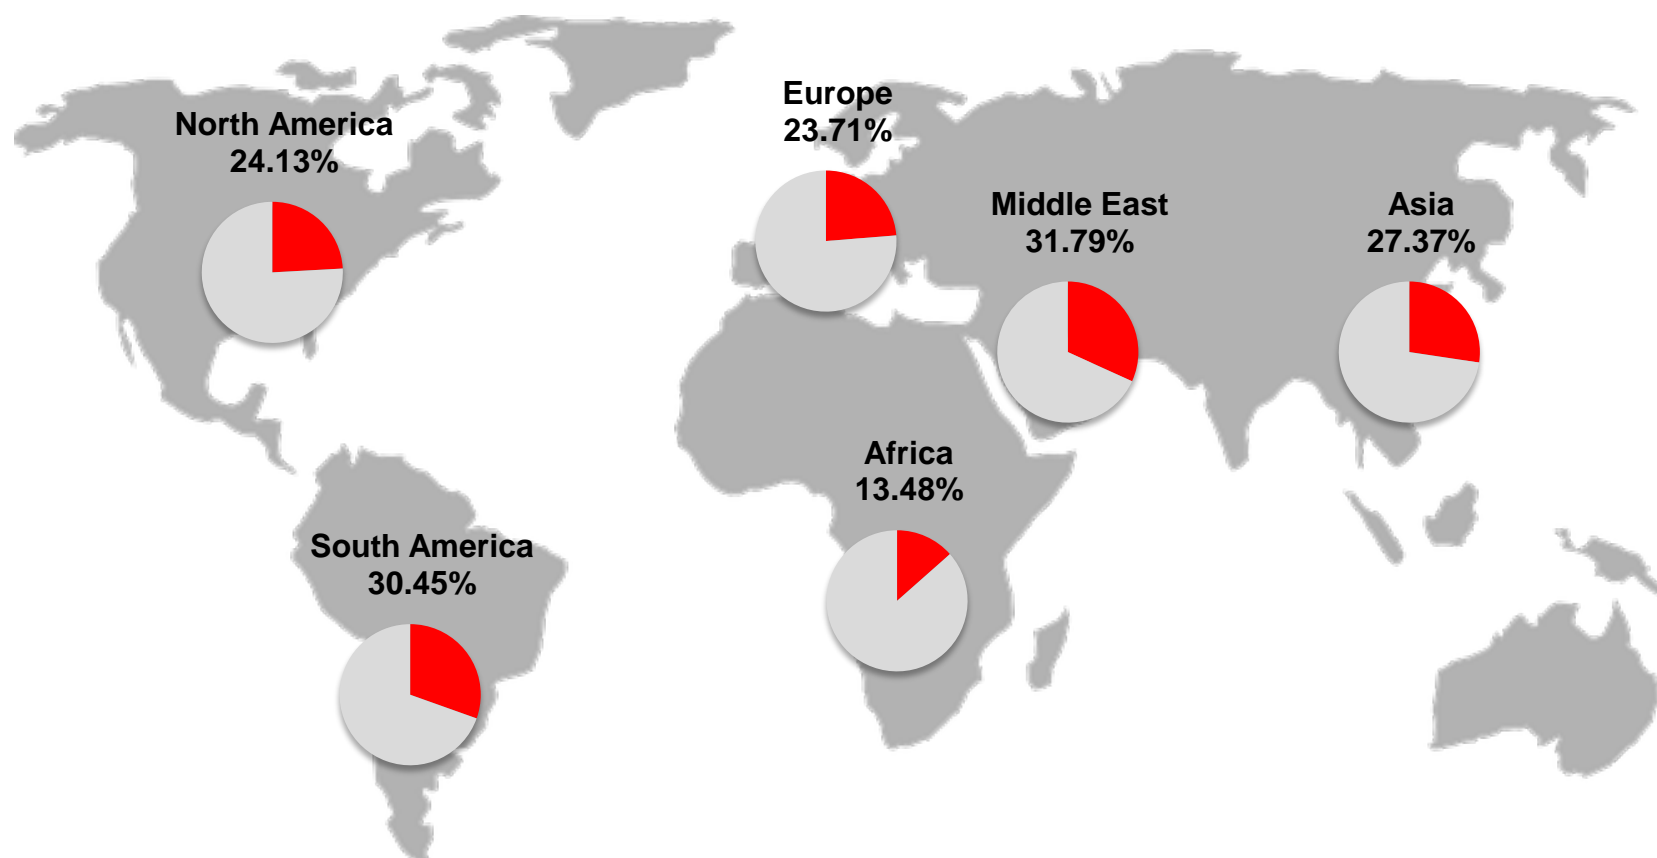 Europe
23.71%
North America
24.13%
Middle East
31.79%
Asia
27.37%
Africa
13.48%
South America
30.45%